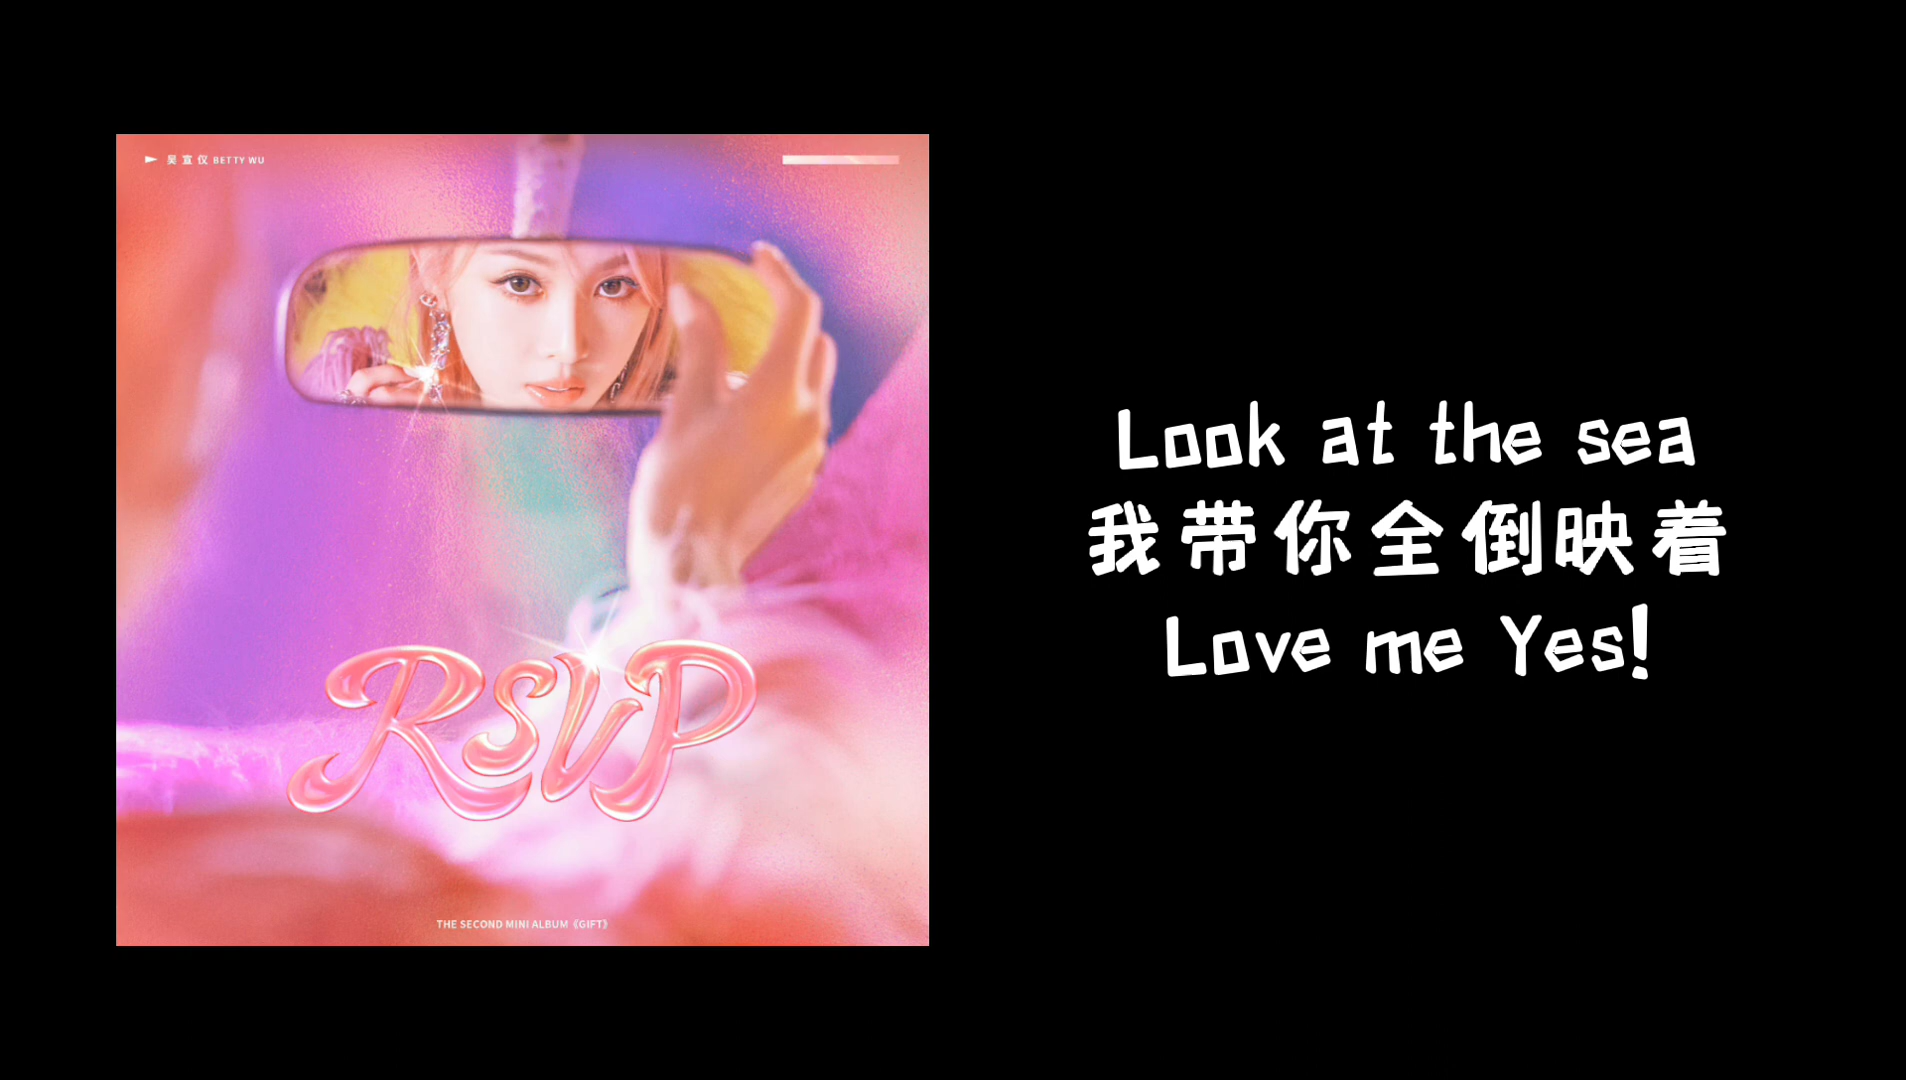 吴宣仪 BETTY WU
RSVP
THE SECOND MINI ALBUM《GIFT》
Look at the sea
我带你全倒映着
Love me Yes!